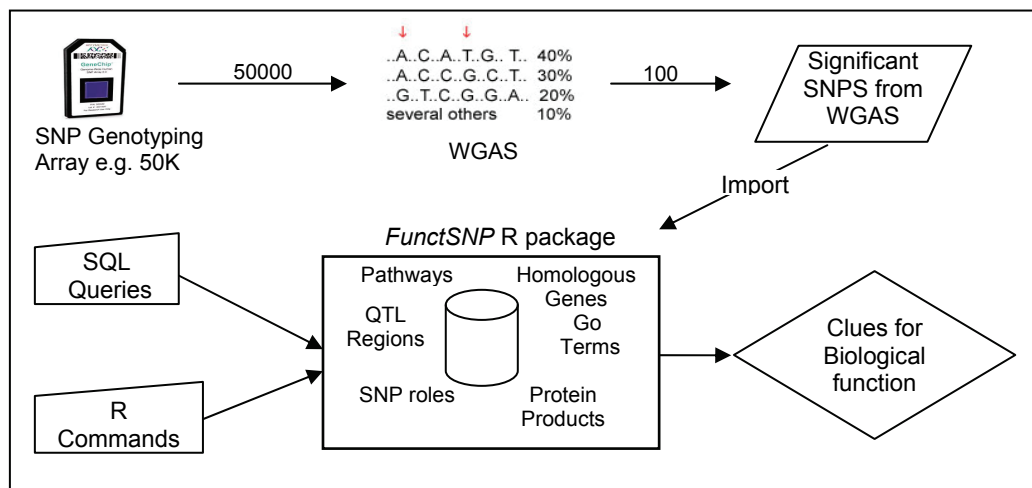 GeneChip
50000
..A..C..A..T..G.. T.. 40%
..A..C..C..G..C..T.. 30%
..G..T..C..G..G..A.. 20%
several others 10%
100
Significant
SNPS from
WGAS
SNP Genotyping
Array e.g. 50K
WGAS
Import
FunctSNP R package
SQL
Queries
R
Commands
Pathways
Homologous
Genes
Go
Terms
QTL
Regions
SNP roles
Protein
Products
Clues for
Biological
function